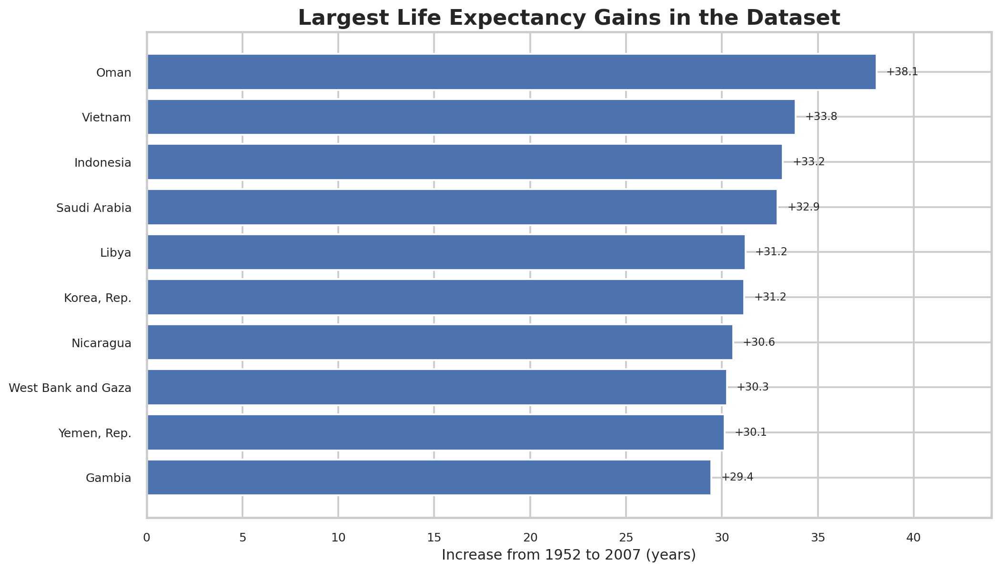 Largest Life Expectancy Gains in the Dataset
Oman +38.1
Vietnam +33.8
Indonesia +33.2
Saudi Arabia +32.9
Libya +31.2
Korea, Rep. +31.2
Nicaragua +30.6
West Bank and Gaza +30.3
Yemen, Rep. +30.1
Gambia +29.4
0 5 10 15 20 25 30 35 40
Increase from 1952 to 2007 (years)